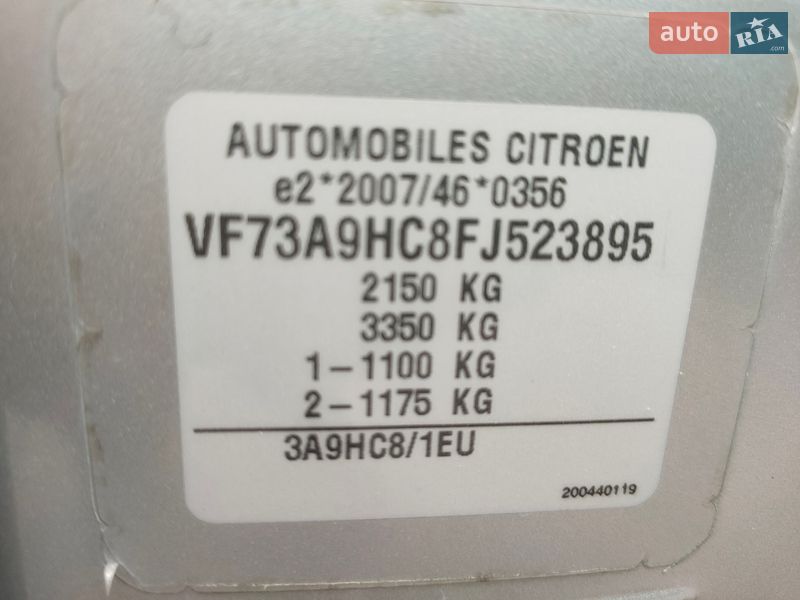 auto RIA .com
AUTOMOBILES CITROEN
e2*2007/46*0356
VF73A9HC8FJ523895
2150 KG
3350 KG
1-1100 KG
2-1175 KG
3A9HC8/1EU
200440119